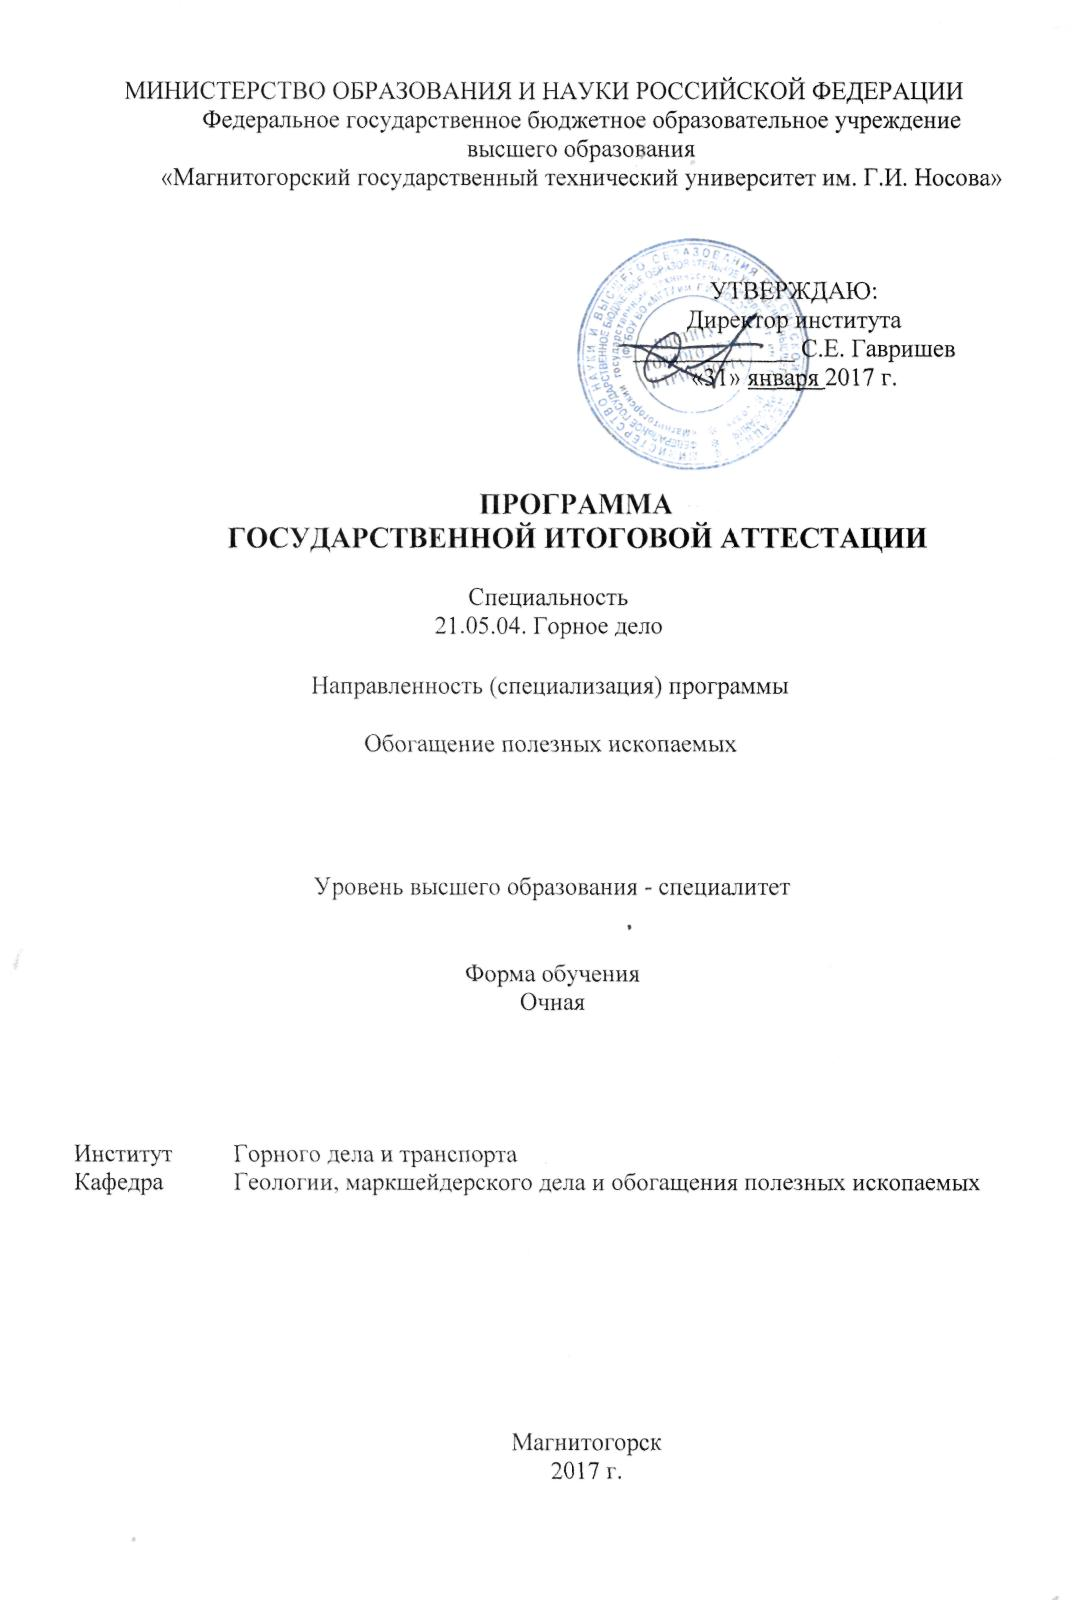 МИНИСТЕРСТВО ОБРАЗОВАНИЯ И НАУКИ РОССИЙСКОЙ ФЕДЕРАЦИИ
Федеральное государственное бюджетное образовательное учреждение
высшего образования
«Магнитогорский государственный технический университет им. Г.И. Носова»
УТВЕРЖДАЮ:
Директор института
С.Е. Гавришев
«31» января 2017 г.
ПРОГРАММА
ГОСУДАРСТВЕННОЙ ИТОГОВОЙ АТТЕСТАЦИИ
Специальность
21.05.04. Горное дело
Направленность (специализация) программы
Обогащение полезных ископаемых
Уровень высшего образования - специалитет
Форма обучения
Очная
Институт Горного дела и транспорта
Кафедра Геологии, маркшейдерского дела и обогащения полезных ископаемых
Магнитогорск
2017 г.